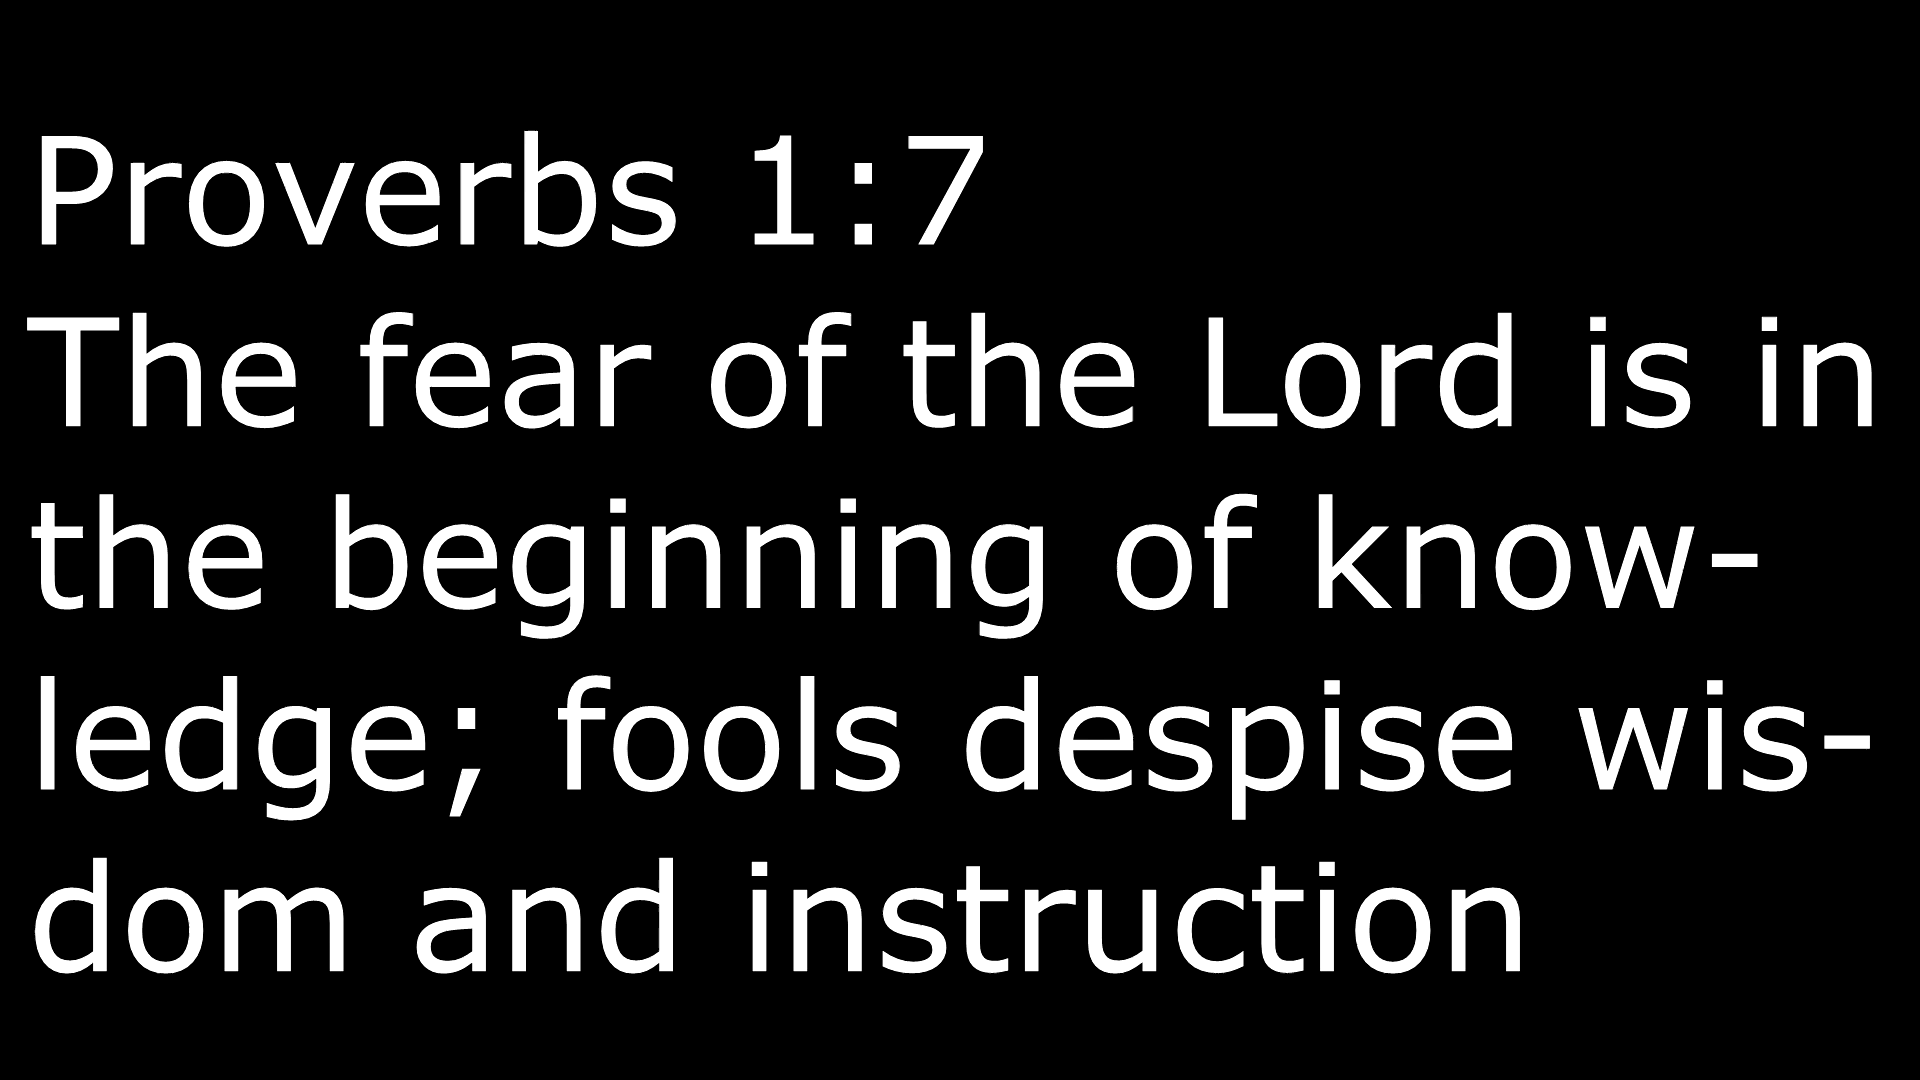 Proverbs 1:7
The fear of the Lord is in
the beginning of know-
ledge; fools despise wis-
dom and instruction